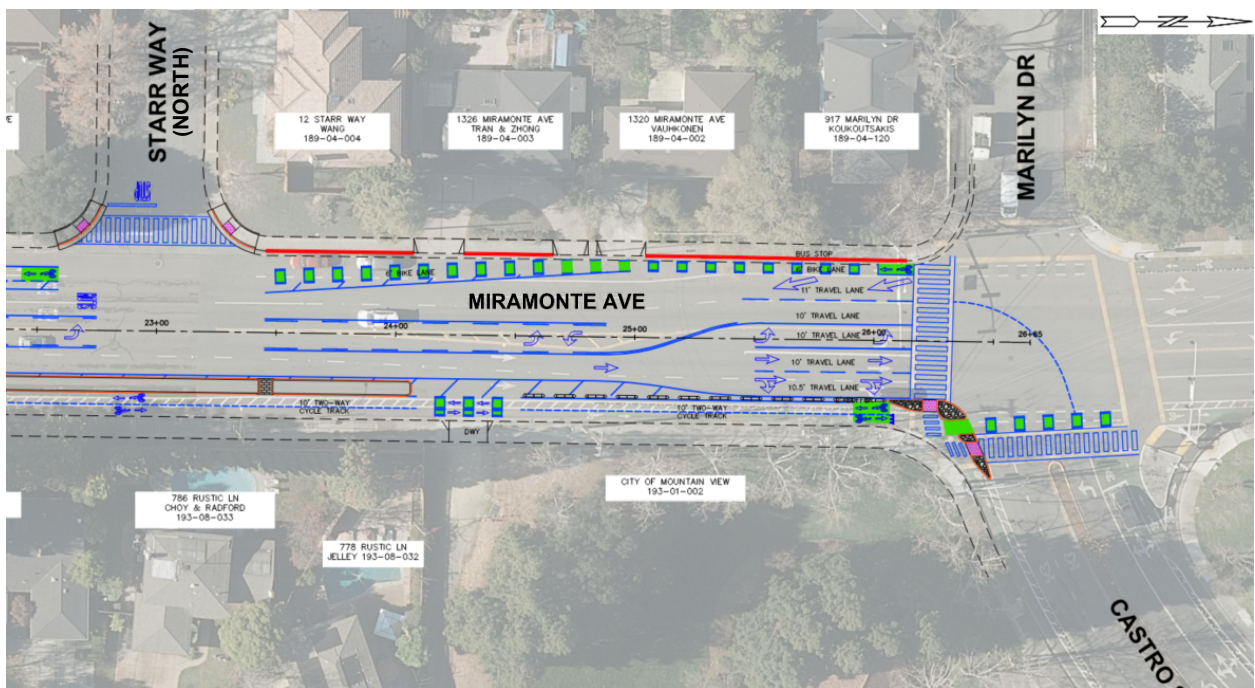 STARR WAY
(NORTH)
12 STARR WAY
WANG
189-04-004
1326 MIRAMONTE AVE
TRAN & ZHONG
189-04-003
1320 MIRAMONTE AVE
VAUHKONEN
189-04-002
917 MARILYN DR
KOUKOUTSAKIS
189-04-120
MARILYN DR
BUS STOP
6' BIKE LANE
6' BIKE LANE
11' TRAVEL LANE
MIRAMONTE AVE
10' TRAVEL LANE
23+00
24+00
25+00
10' TRAVEL LANE
26+00
26+65
10' TRAVEL LANE
10.5' TRAVEL LANE
10' TWO-WAY
CYCLE TRACK
10' TWO-WAY
CYCLE TRACK
DWY
786 RUSTIC LN
CHOY & RADFORD
193-08-033
778 RUSTIC LN
JELLEY 193-08-032
CITY OF MOUNTAIN VIEW
193-01-002
CASTRO